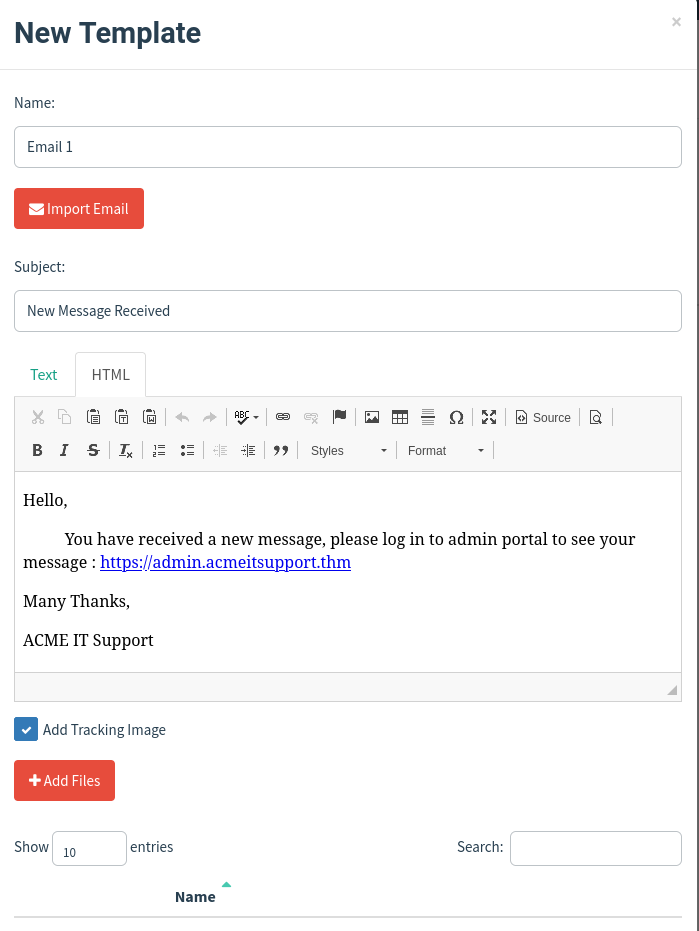 New Template
×
Name:
Email 1
Import Email
Subject:
New Message Received
Text HTML
ABC Ω Source
B I S Tx Styles Format
Hello,
You have received a new message, please log in to admin portal to see your
message : https://admin.acmeitsupport.thm
Many Thanks,
ACME IT Support
Add Tracking Image
+ Add Files
Show 10 entries Search:
Name